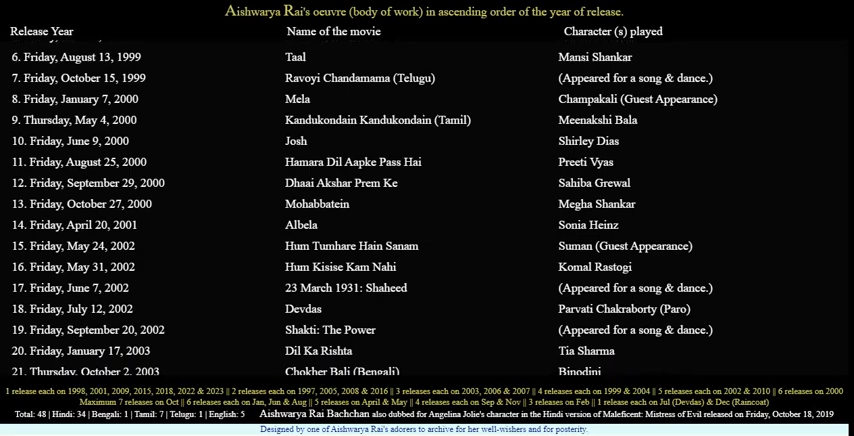 Aishwarya Rai's oeuvre (body of work) in ascending order of the year of release.
Release Year Name of the movie Character (s) played
6. Friday, August 13, 1999 Taal Mansi Shankar
7. Friday, October 15, 1999 Ravoyi Chandamama (Telugu) (Appeared for a song & dance.)
8. Friday, January 7, 2000 Mela Champakali (Guest Appearance)
9. Thursday, May 4, 2000 Kandukondain Kandukondain (Tamil) Meenakshi Bala
10. Friday, June 9, 2000 Josh Shirley Dias
11. Friday, August 25, 2000 Hamara Dil Aapke Pass Hai Preeti Vyas
12. Friday, September 29, 2000 Dhaai Akshar Prem Ke Sahiba Grewal
13. Friday, October 27, 2000 Mohabbatein Megha Shankar
14. Friday, April 20, 2001 Albela Sonia Heinz
15. Friday, May 24, 2002 Hum Tumhare Hain Sanam Suman (Guest Appearance)
16. Friday, May 31, 2002 Hum Kisise Kam Nahi Komal Rastogi
17. Friday, June 7, 2002 23 March 1931: Shaheed (Appeared for a song & dance.)
18. Friday, July 12, 2002 Devdas Parvati Chakraborty (Paro)
19. Friday, September 20, 2002 Shakti: The Power (Appeared for a song & dance.)
20. Friday, January 17, 2003 Dil Ka Rishta Tia Sharma
21. Thursday, October 2, 2003 Chokher Bali (Bengali) Binodini
1 release each on 1998, 2001, 2009, 2015, 2018, 2022 & 2023 || 2 releases each on 1997, 2005, 2008 & 2016 || 3 releases each on 2003, 2006 & 2007 || 4 releases each on 1999 & 2004 || 5 releases each on 2002 & 2010 || 6 releases on 2000
Maximum 7 releases on Oct || 6 releases each on Jan, Jun & Aug || 5 releases each on April & May || 4 releases each on Sep & Nov || 3 releases on Feb || 1 release each on Jul (Devdas) & Dec (Raincoat)
Total: 48 | Hindi: 34 | Bengali: 1 | Tamil: 7 | Telugu: 1 | English: 5 Aishwarya Rai Bachchan also dubbed for Angelina Jolie's character in the Hindi version of Maleficent: Mistress of Evil released on Friday, October 18, 2019
Designed by one of Aishwarya Rai's adorers to archive for her well-wishers and for posterity.